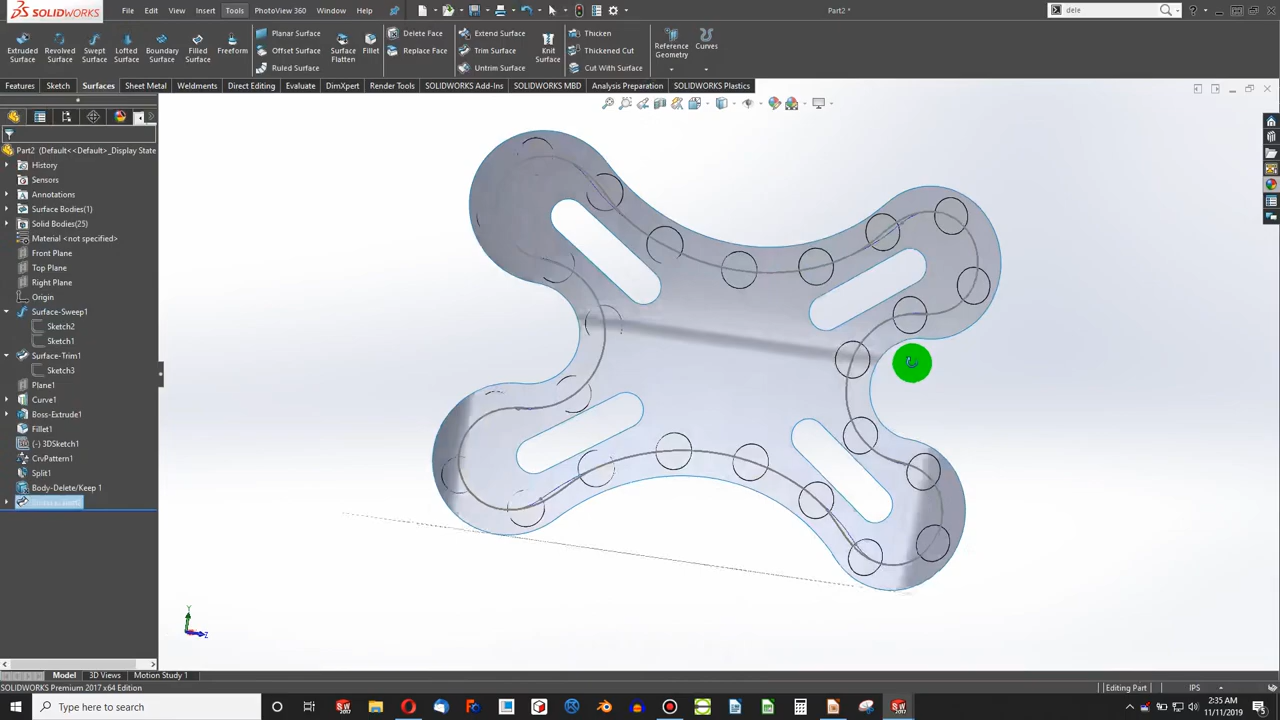 SOLIDWORKS
File Edit View Insert Tools PhotoView 360 Window Help
Part2 *
dele
Extruded Surface
Revolved Surface
Swept Surface
Lofted Surface
Boundary Surface
Filled Surface
Freeform
Planar Surface
Offset Surface
Ruled Surface
Surface Flatten
Fillet
Delete Face
Replace Face
Extend Surface
Trim Surface
Untrim Surface
Knit Surface
Thicken
Thickened Cut
Cut With Surface
Reference Geometry
Curves
Features Sketch Surfaces Sheet Metal Weldments Direct Editing Evaluate DimXpert Render Tools SOLIDWORKS Add-Ins SOLIDWORKS MBD Analysis Preparation SOLIDWORKS Plastics
Part2 (Default<<Default>_Display State
History
Sensors
Annotations
Surface Bodies(1)
Solid Bodies(25)
Material <not specified>
Front Plane
Top Plane
Right Plane
Origin
Surface-Sweep1
Sketch2
Sketch1
Surface-Trim1
Sketch3
Plane1
Curve1
Boss-Extrude1
Fillet1
(-) 3DSketch1
CrvPattern1
Split1
Body-Delete/Keep 1
Y
Z
Model 3D Views Motion Study 1
SOLIDWORKS Premium 2017 x64 Edition
Editing Part
IPS
Type here to search
2:35 AM
11/11/2019